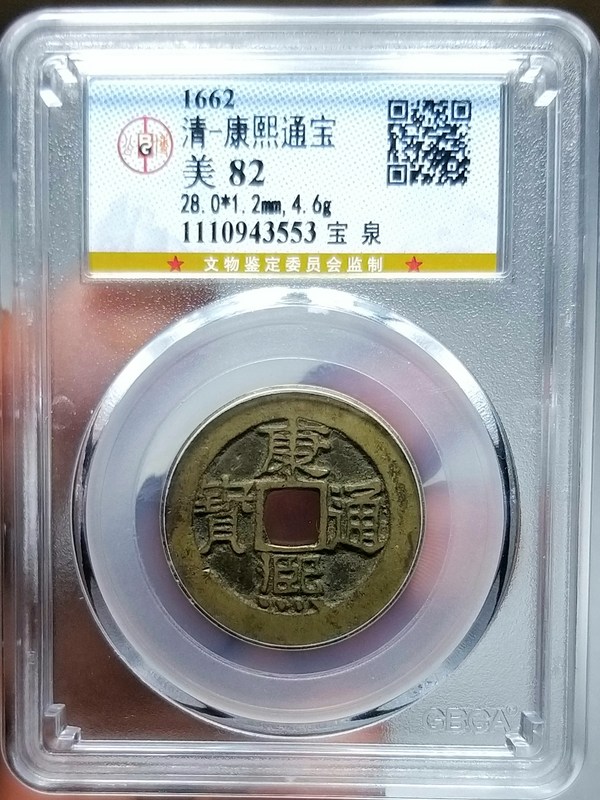 1662
清-康熙通宝
美 82
28.0*1.2mm,4.6g
1110943553 宝 泉
★ 文物鉴定委员会监制 ★
康
寶 通
熙